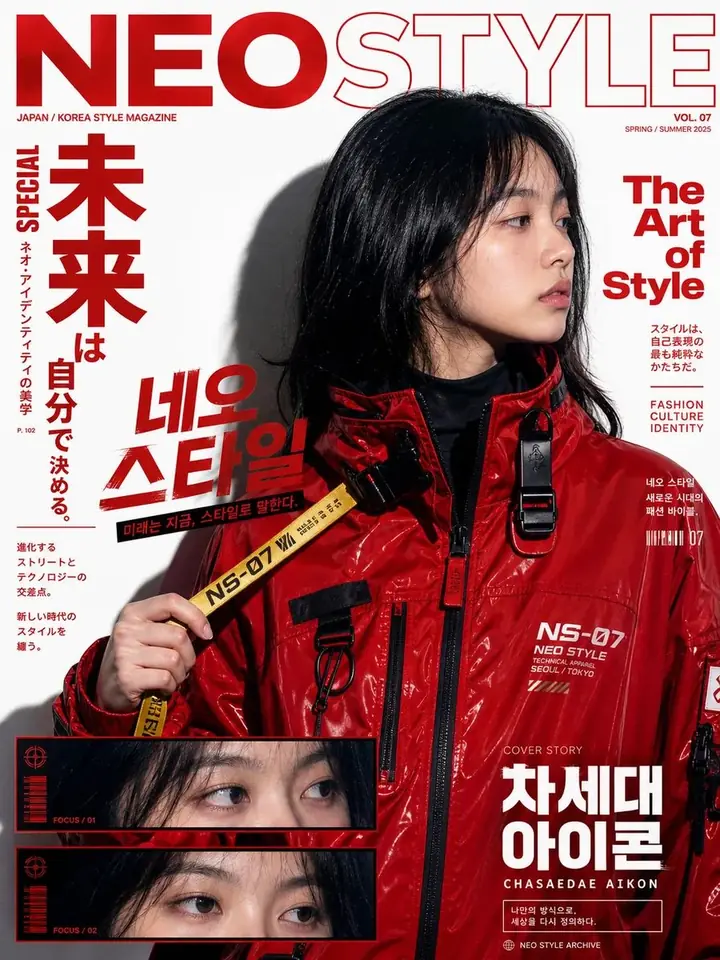 NEOSTYLE
JAPAN / KOREA STYLE MAGAZINE
VOL. 07
SPRING / SUMMER 2025
SPECIAL
未来は
自分で決める。
ネオ・アイデンティティの美学
P. 102
進化する
ストリートと
テクノロジーの
交差点。
新しい時代の
スタイルを
纏う。
네오
스타일
미래는 지금, 스타일로 말한다.
The
Art
of
Style
スタイルは、
自己表現の
最も純粋な
かたちだ。
FASHION
CULTURE
IDENTITY
네오 스타일
새로운 시대의
패션 바이블.
07
NS-07
NS-07
NEO STYLE
TECHNICAL APPAREL
SEOUL / TOKYO
FOCUS / 01
FOCUS / 02
COVER STORY
차세대
아이콘
CHASAEDAE AIKON
나만의 방식으로,
세상을 다시 정의하다.
NEO STYLE ARCHIVE